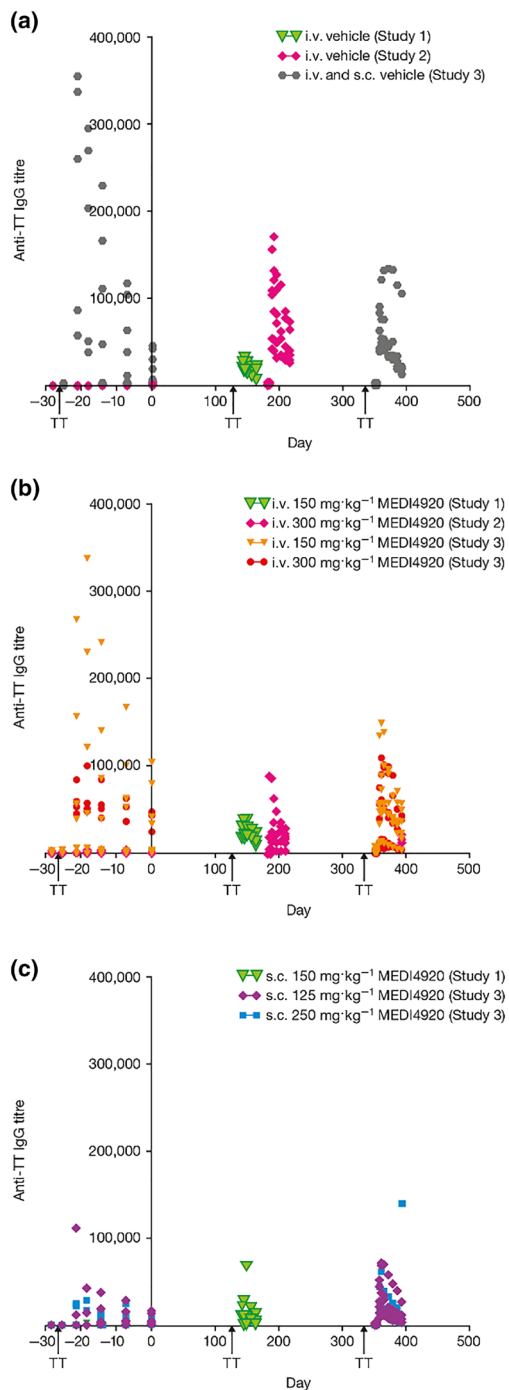 (a)
400,000
i.v. vehicle (Study 1)
i.v. vehicle (Study 2)
i.v. and s.c. vehicle (Study 3)
300,000
Anti-TT IgG titre
200,000
100,000
–30 –20 –10 0 100 200 300 400 500
TT TT TT
Day
(b)
400,000
i.v. 150 mg·kg⁻¹ MEDI4920 (Study 1)
i.v. 300 mg·kg⁻¹ MEDI4920 (Study 2)
i.v. 150 mg·kg⁻¹ MEDI4920 (Study 3)
i.v. 300 mg·kg⁻¹ MEDI4920 (Study 3)
300,000
Anti-TT IgG titre
200,000
100,000
–30 –20 –10 0 100 200 300 400 500
TT TT TT
Day
(c)
400,000
s.c. 150 mg·kg⁻¹ MEDI4920 (Study 1)
s.c. 125 mg·kg⁻¹ MEDI4920 (Study 3)
s.c. 250 mg·kg⁻¹ MEDI4920 (Study 3)
300,000
Anti-TT IgG titre
200,000
100,000
–30 –20 –10 0 100 200 300 400 500
TT TT TT
Day